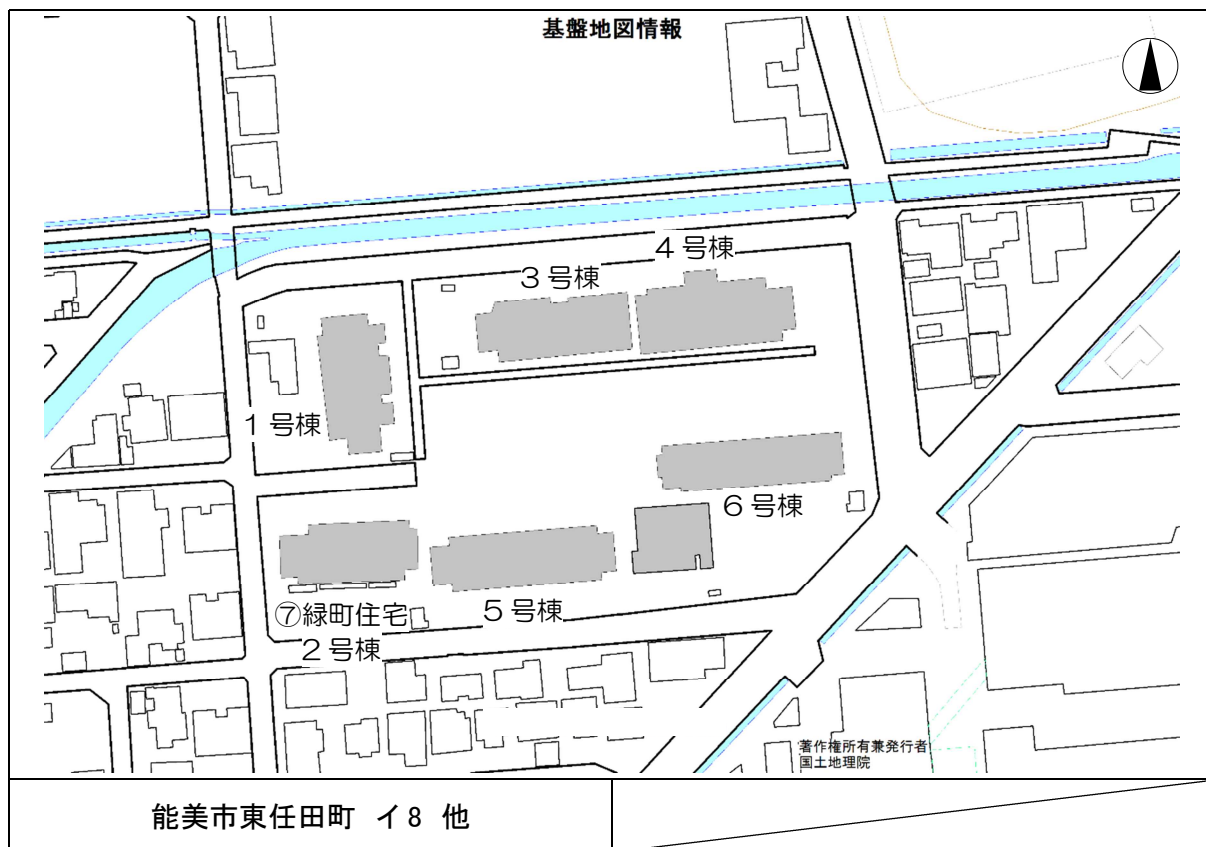 基盤地図情報
4号棟
3号棟
1号棟
6号棟
⑦緑町住宅
2号棟
5号棟
著作権所有兼発行者
国土地理院
能美市東任田町 イ8 他